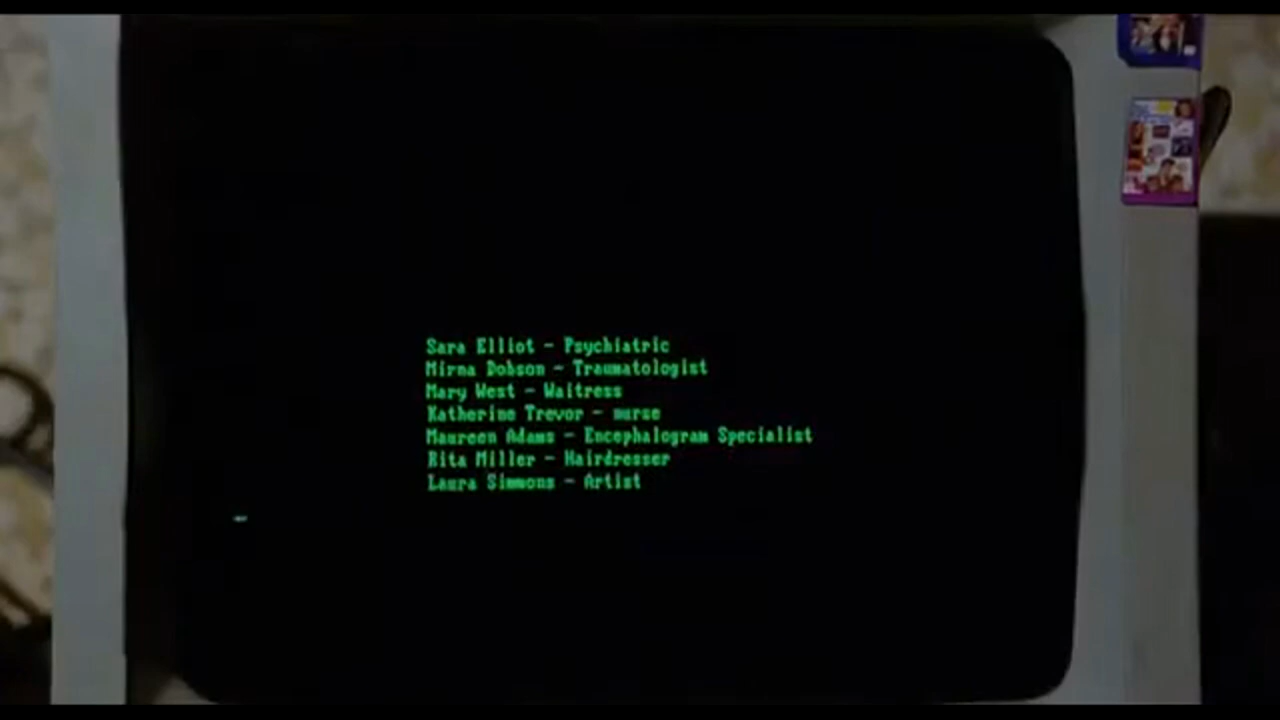 Sara Elliot - Psychiatric
Mirna Dobson - Traumatologist
Mary West - Waitress
Katherine Trevor - nurse
Maureen Adams - Encephalogram Specialist
Rita Miller - Hairdresser
Laura Simmons - Artist